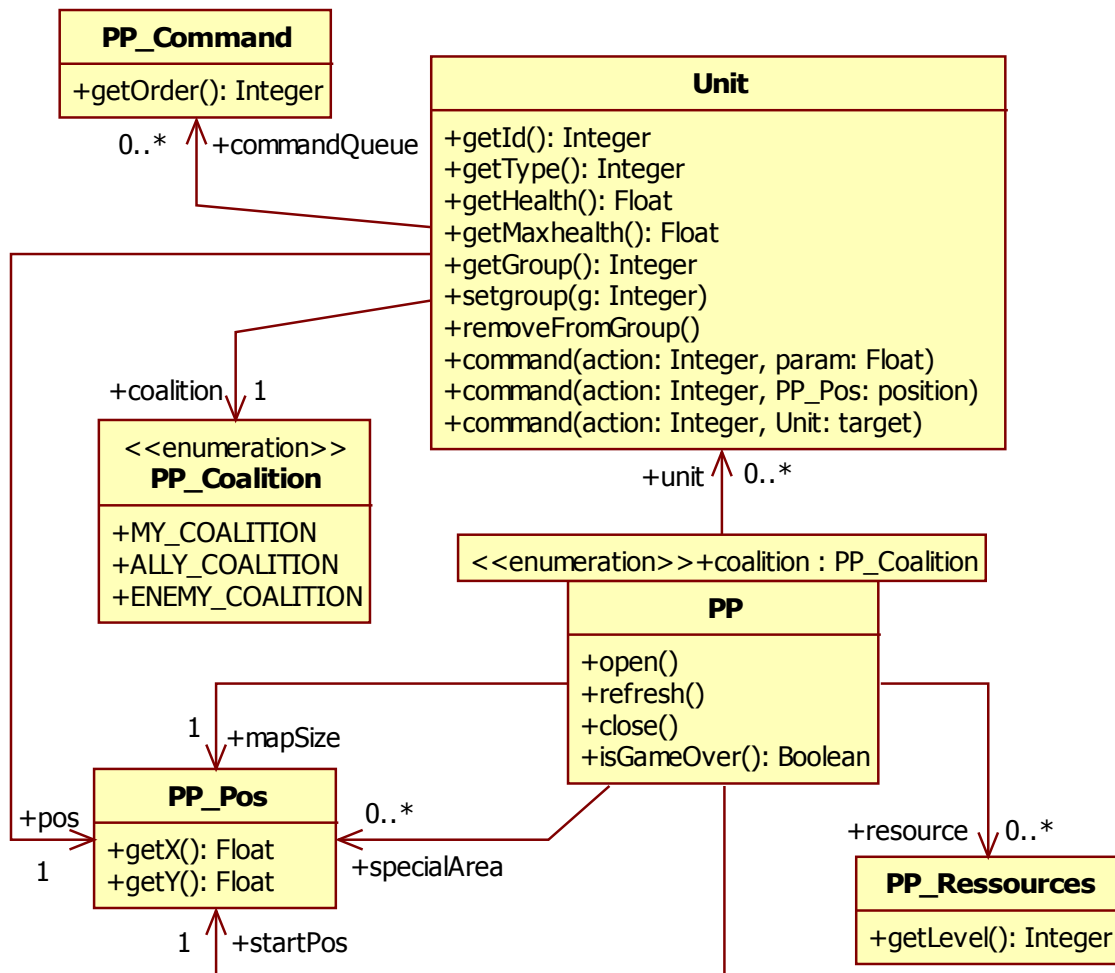 PP_Command
+getOrder(): Integer
0..*
+commandQueue
Unit
+getId(): Integer
+getType(): Integer
+getHealth(): Float
+getMaxhealth(): Float
+getGroup(): Integer
+setgroup(g: Integer)
+removeFromGroup()
+command(action: Integer, param: Float)
+command(action: Integer, PP_Pos: position)
+command(action: Integer, Unit: target)
+coalition
1
<<enumeration>>
PP_Coalition
+MY_COALITION
+ALLY_COALITION
+ENEMY_COALITION
+unit
0..*
<<enumeration>>+coalition : PP_Coalition
PP
+open()
+refresh()
+close()
+isGameOver(): Boolean
1
+mapSize
+pos
1
PP_Pos
+getX(): Float
+getY(): Float
0..*
+specialArea
1
+startPos
+resource
0..*
PP_Ressources
+getLevel(): Integer